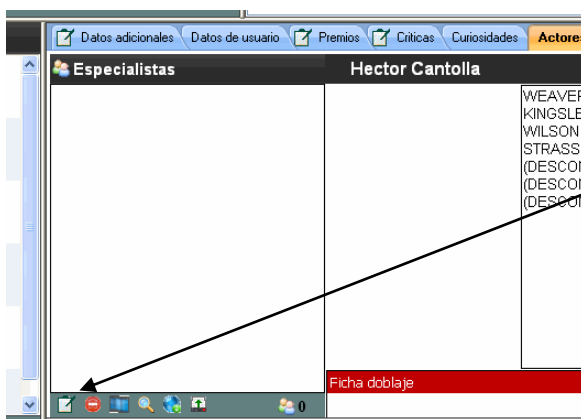 Datos adicionales Datos de usuario Premios Criticas Curiosidades Actores
Especialistas
Hector Cantolla
WEAVER
KINGSLE
WILSON
STRASS
(DESCON
(DESCON
(DESCON
Ficha doblaje
0